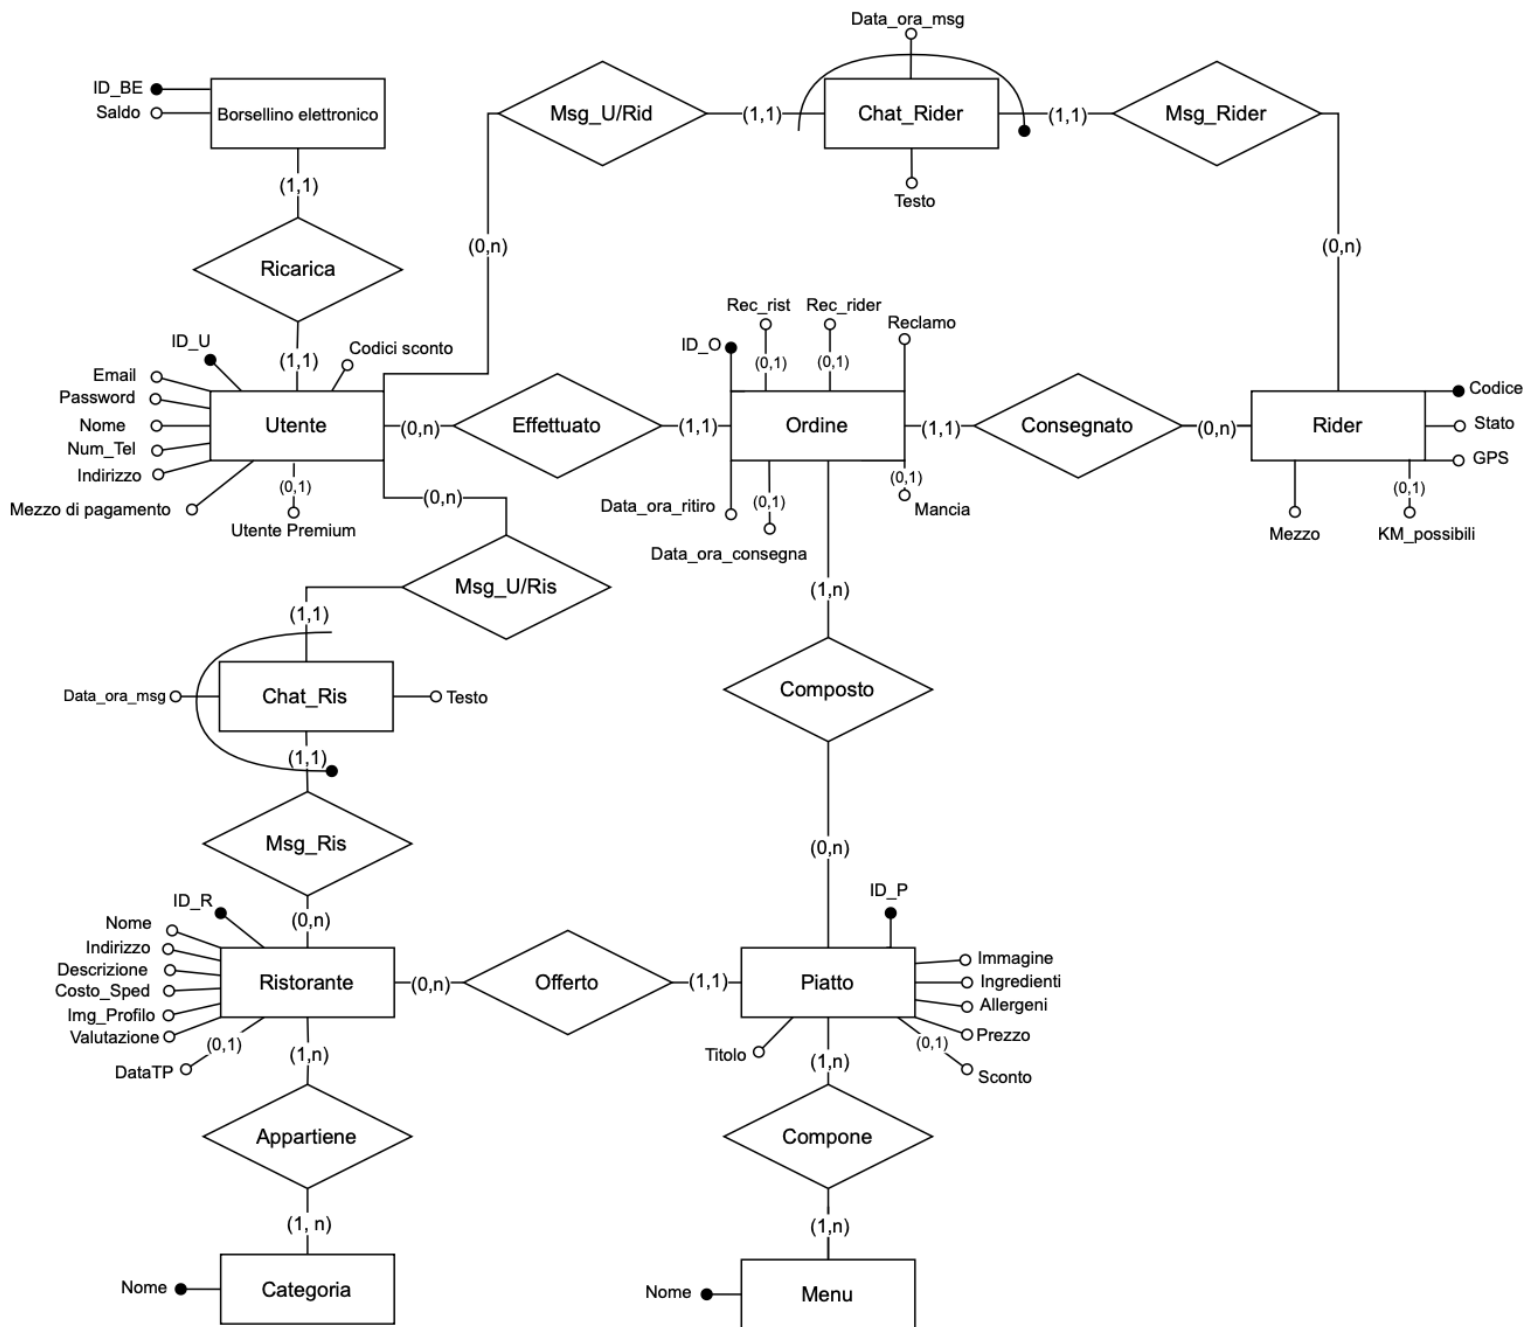 Data_ora_msg
ID_BE
Saldo
Borsellino elettronico
Msg_U/Rid
(1,1)
Chat_Rider
(1,1)
Msg_Rider
Testo
(1,1)
(0,n)
(0,n)
Ricarica
(1,1)
ID_U
Codici sconto
Email
Password
Nome
Num_Tel
Indirizzo
Mezzo di pagamento
Utente
(0,1)
Utente Premium
(0,n)
Effettuato
(1,1)
Rec_rist
Rec_rider
Reclamo
ID_O
(0,1)
(0,1)
Ordine
(1,1)
Consegnato
(0,n)
Rider
Codice
Stato
GPS
(0,1)
Mezzo
KM_possibili
Data_ora_ritiro
(0,1)
Data_ora_consegna
(0,1)
Mancia
(0,n)
Msg_U/Ris
(1,1)
(1,n)
Data_ora_msg
Chat_Ris
Testo
Composto
(1,1)
Msg_Ris
(0,n)
(0,n)
ID_R
Nome
Indirizzo
Descrizione
Costo_Sped
Img_Profilo
Valutazione
(0,1)
DataTP
Ristorante
(0,n)
Offerto
(1,1)
Piatto
ID_P
Immagine
Ingredienti
Allergeni
Prezzo
(0,1)
Sconto
Titolo
(1,n)
(1,n)
Appartiene
Compone
(1, n)
(1,n)
Nome
Categoria
Nome
Menu